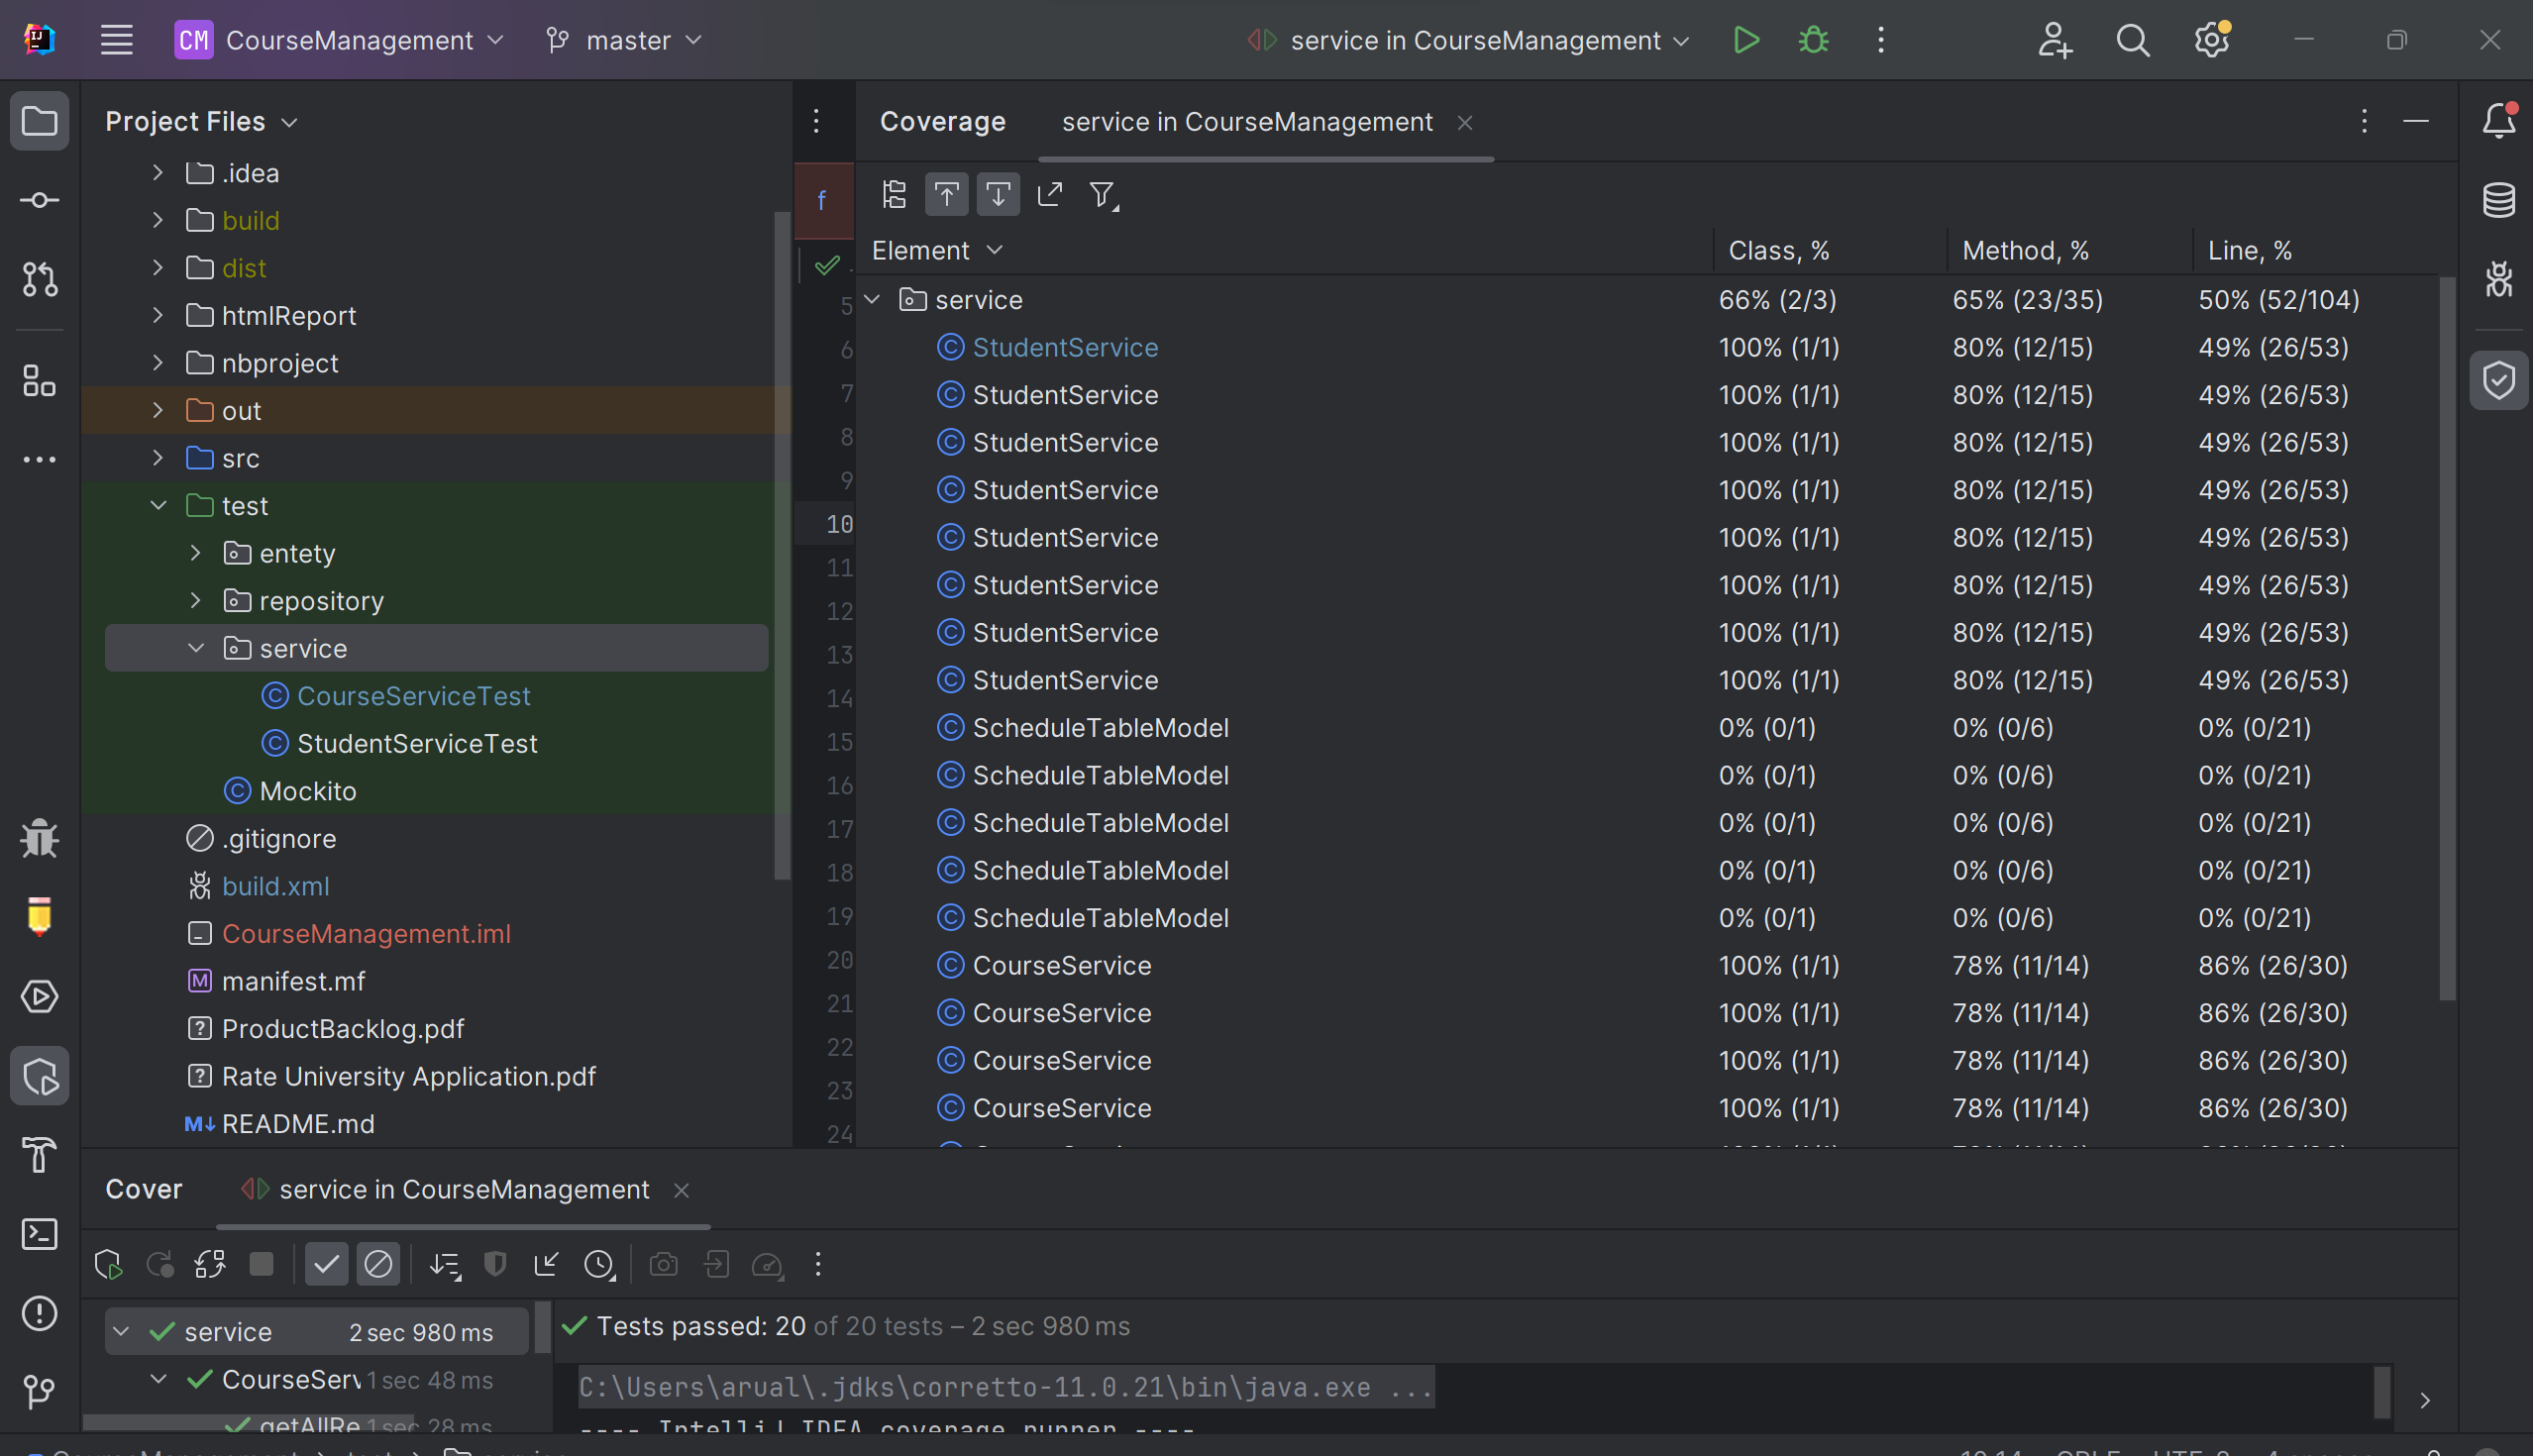 CM CourseManagement master service in CourseManagement
Project Files
.idea
build
dist
htmlReport
nbproject
out
src
test
entety
repository
service
CourseServiceTest
StudentServiceTest
Mockito
.gitignore
build.xml
CourseManagement.iml
manifest.mf
ProductBacklog.pdf
Rate University Application.pdf
README.md
f
5
6
7
8
9
10
11
12
13
14
15
16
17
18
19
20
21
22
23
24
Coverage service in CourseManagement
Element Class, % Method, % Line, %
service 66% (2/3) 65% (23/35) 50% (52/104)
StudentService 100% (1/1) 80% (12/15) 49% (26/53)
StudentService 100% (1/1) 80% (12/15) 49% (26/53)
StudentService 100% (1/1) 80% (12/15) 49% (26/53)
StudentService 100% (1/1) 80% (12/15) 49% (26/53)
StudentService 100% (1/1) 80% (12/15) 49% (26/53)
StudentService 100% (1/1) 80% (12/15) 49% (26/53)
StudentService 100% (1/1) 80% (12/15) 49% (26/53)
StudentService 100% (1/1) 80% (12/15) 49% (26/53)
ScheduleTableModel 0% (0/1) 0% (0/6) 0% (0/21)
ScheduleTableModel 0% (0/1) 0% (0/6) 0% (0/21)
ScheduleTableModel 0% (0/1) 0% (0/6) 0% (0/21)
ScheduleTableModel 0% (0/1) 0% (0/6) 0% (0/21)
ScheduleTableModel 0% (0/1) 0% (0/6) 0% (0/21)
CourseService 100% (1/1) 78% (11/14) 86% (26/30)
CourseService 100% (1/1) 78% (11/14) 86% (26/30)
CourseService 100% (1/1) 78% (11/14) 86% (26/30)
CourseService 100% (1/1) 78% (11/14) 86% (26/30)
Cover service in CourseManagement
service 2 sec 980 ms
CourseServ 1 sec 48 ms
getAllRe 1 sec 28 ms
Tests passed: 20 of 20 tests – 2 sec 980 ms
C:\Users\arual\.jdks\corretto-11.0.21\bin\java.exe ...
---- IntelliJ IDEA coverage runner ----